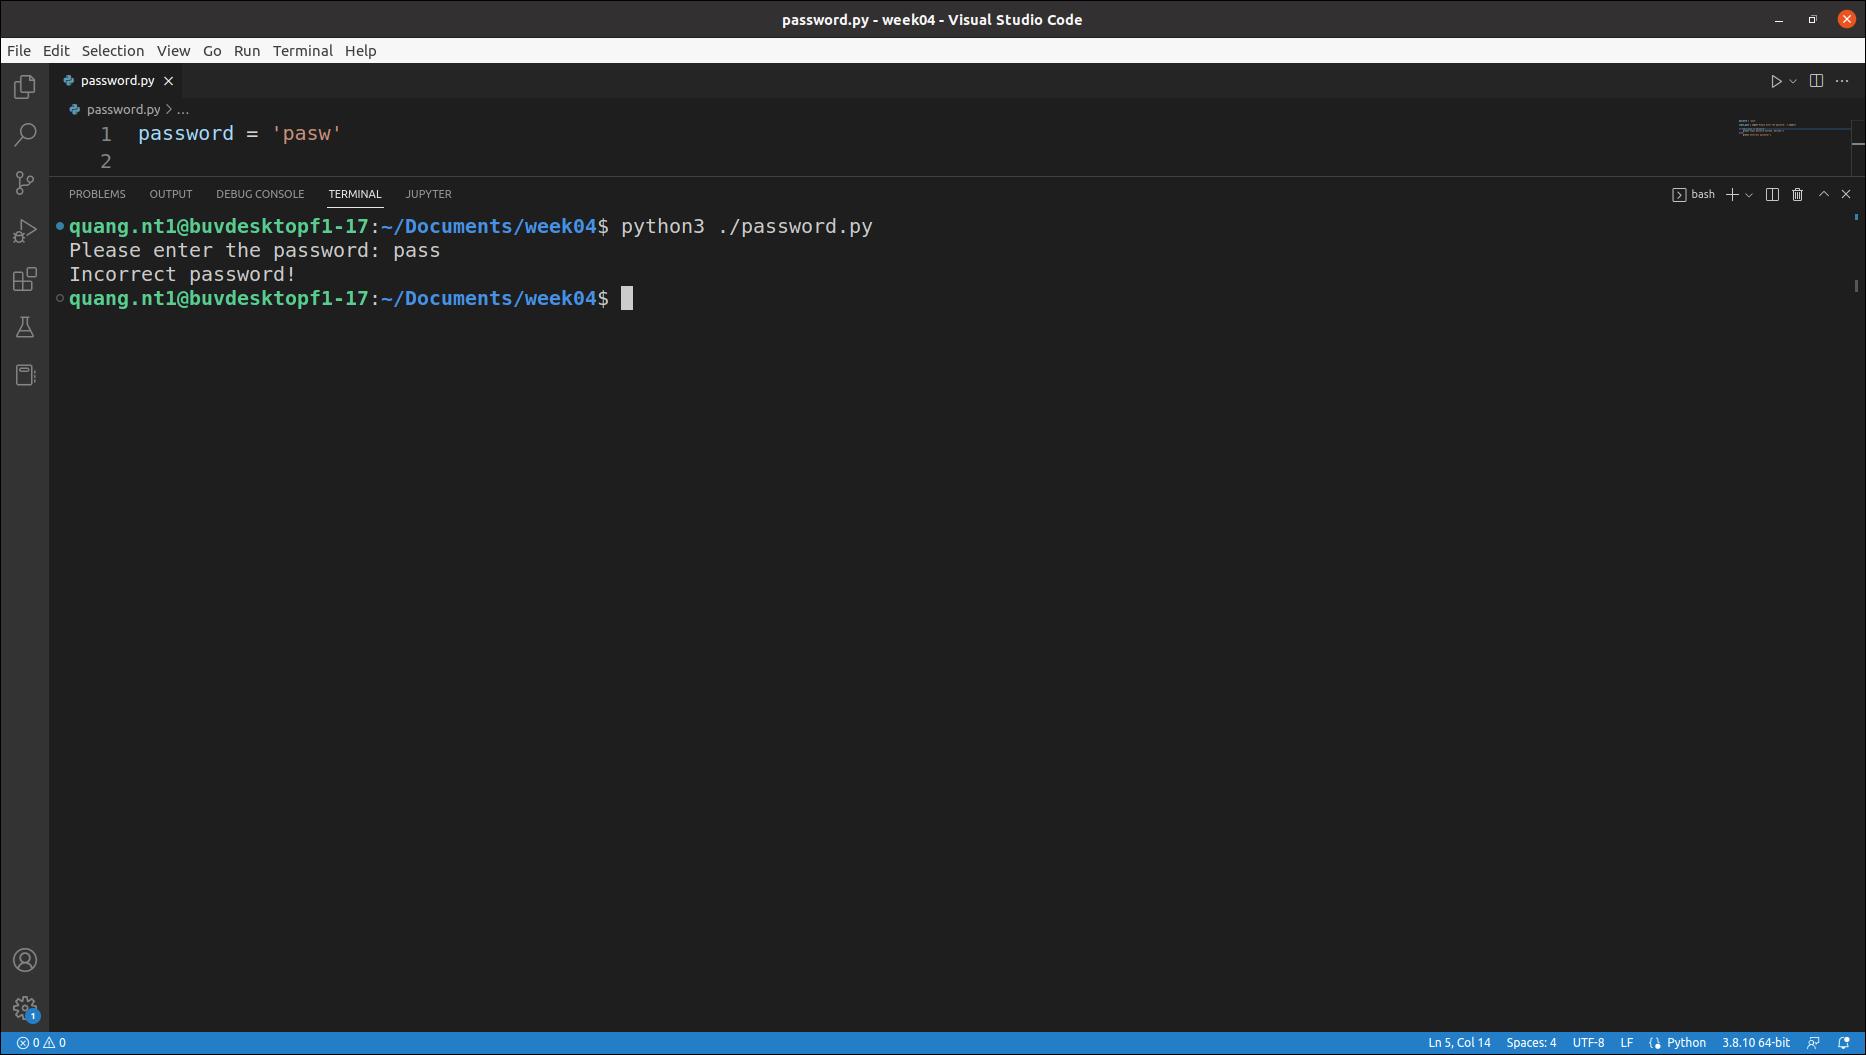 password.py - week04 - Visual Studio Code
File Edit Selection View Go Run Terminal Help
password.py
password.py > ...
1 password = 'pasw'
2
PROBLEMS OUTPUT DEBUG CONSOLE TERMINAL JUPYTER bash
quang.nt1@buvdesktopf1-17:~/Documents/week04$ python3 ./password.py
Please enter the password: pass
Incorrect password!
quang.nt1@buvdesktopf1-17:~/Documents/week04$
1
0 0 Ln 5, Col 14 Spaces: 4 UTF-8 LF Python 3.8.10 64-bit